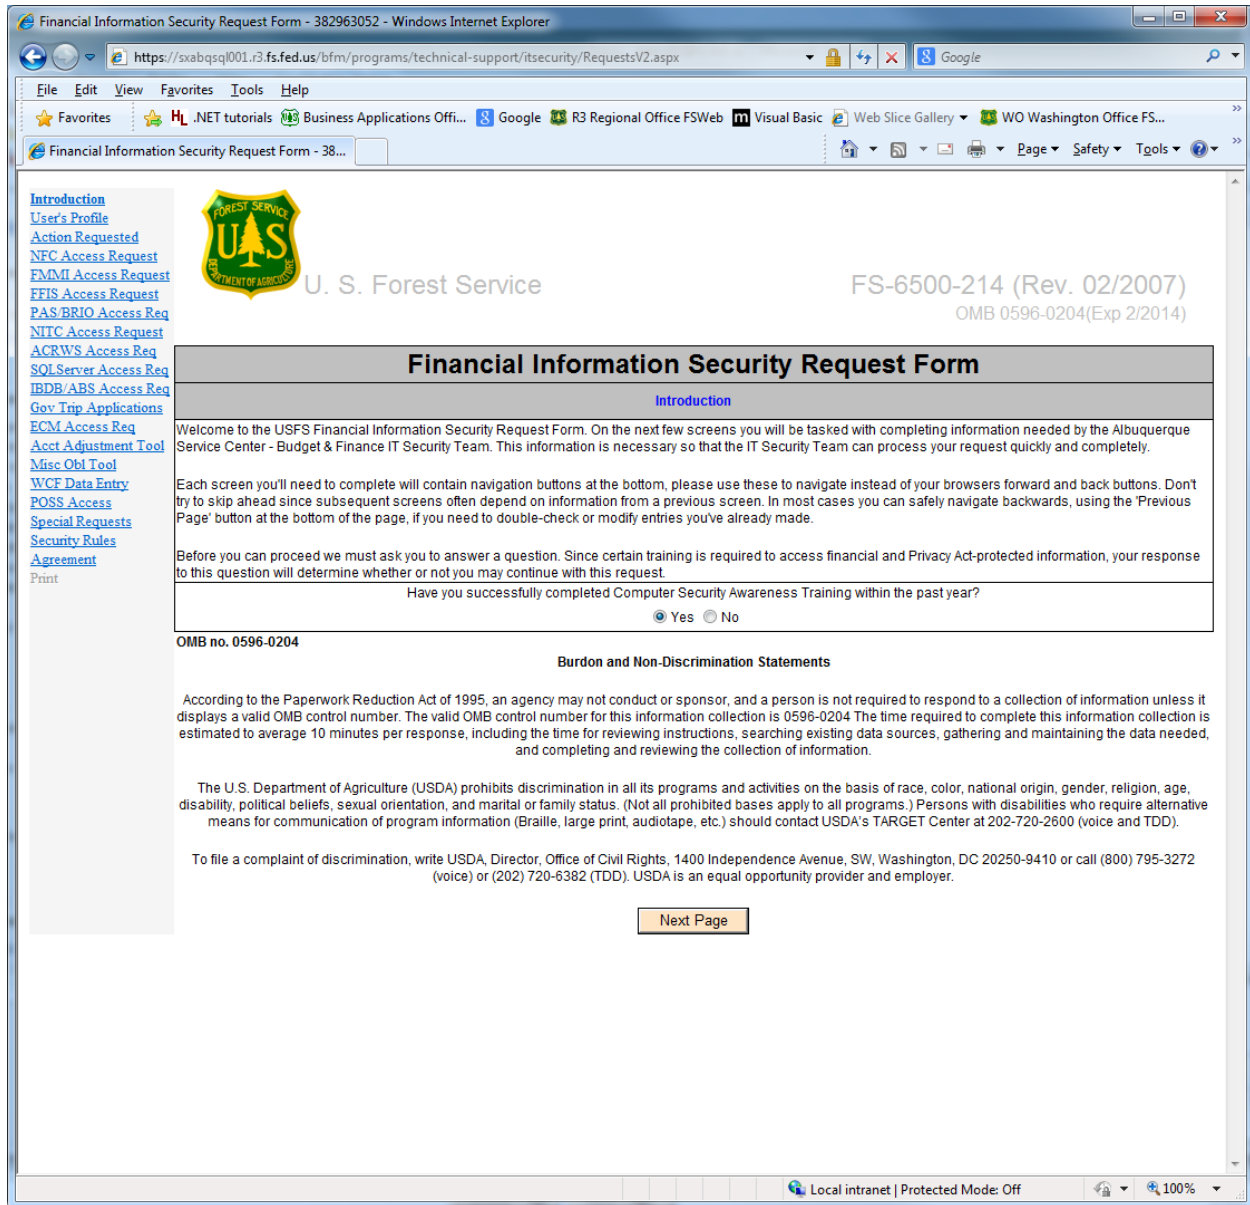 Financial Information Security Request Form - 382963052 - Windows Internet Explorer
https://sxabqsql001.r3.fs.fed.us/bfm/programs/technical-support/itsecurity/RequestsV2.aspx
Google
File Edit View Favorites Tools Help
Favorites HL .NET tutorials Business Applications Offi... Google R3 Regional Office FSWeb m Visual Basic Web Slice Gallery WO Washington Office FS...
Financial Information Security Request Form - 38...
Page Safety Tools
Introduction
User's Profile
Action Requested
NFC Access Request
FMMI Access Request
FFIS Access Request
PAS/BRIO Access Req
NITC Access Request
ACRWS Access Req
SQLServer Access Req
IBDB/ABS Access Req
Gov Trip Applications
ECM Access Req
Acct Adjustment Tool
Misc Obl Tool
WCF Data Entry
POSS Access
Special Requests
Security Rules
Agreement
Print
FOREST SERVICE
UAS
DEPARTMENT OF AGRICULTURE
U. S. Forest Service
FS-6500-214 (Rev. 02/2007)
OMB 0596-0204(Exp 2/2014)
Financial Information Security Request Form
Introduction
Welcome to the USFS Financial Information Security Request Form. On the next few screens you will be tasked with completing information needed by the Albuquerque
Service Center - Budget & Finance IT Security Team. This information is necessary so that the IT Security Team can process your request quickly and completely.
Each screen you'll need to complete will contain navigation buttons at the bottom, please use these to navigate instead of your browsers forward and back buttons. Don't
try to skip ahead since subsequent screens often depend on information from a previous screen. In most cases you can safely navigate backwards, using the 'Previous
Page' button at the bottom of the page, if you need to double-check or modify entries you've already made.
Before you can proceed we must ask you to answer a question. Since certain training is required to access financial and Privacy Act-protected information, your response
to this question will determine whether or not you may continue with this request.
Have you successfully completed Computer Security Awareness Training within the past year?
Yes No
OMB no. 0596-0204
Burdon and Non-Discrimination Statements
According to the Paperwork Reduction Act of 1995, an agency may not conduct or sponsor, and a person is not required to respond to a collection of information unless it
displays a valid OMB control number. The valid OMB control number for this information collection is 0596-0204 The time required to complete this information collection is
estimated to average 10 minutes per response, including the time for reviewing instructions, searching existing data sources, gathering and maintaining the data needed,
and completing and reviewing the collection of information.
The U.S. Department of Agriculture (USDA) prohibits discrimination in all its programs and activities on the basis of race, color, national origin, gender, religion, age,
disability, political beliefs, sexual orientation, and marital or family status. (Not all prohibited bases apply to all programs.) Persons with disabilities who require alternative
means for communication of program information (Braille, large print, audiotape, etc.) should contact USDA's TARGET Center at 202-720-2600 (voice and TDD).
To file a complaint of discrimination, write USDA, Director, Office of Civil Rights, 1400 Independence Avenue, SW, Washington, DC 20250-9410 or call (800) 795-3272
(voice) or (202) 720-6382 (TDD). USDA is an equal opportunity provider and employer.
Next Page
Local intranet | Protected Mode: Off
100%